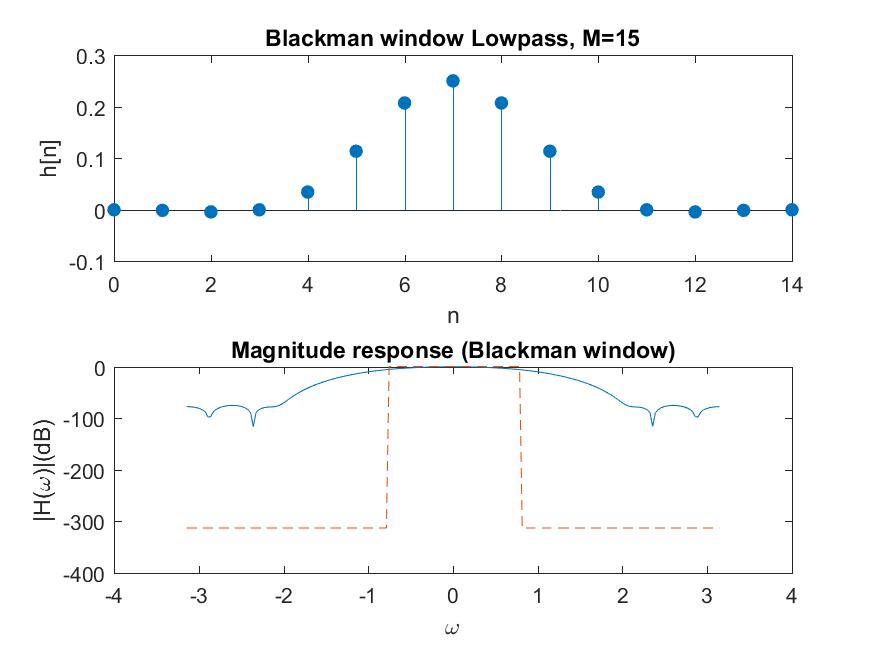 Blackman window Lowpass, M=15
0.3
0.2
0.1
0
-0.1
h[n]
0 2 4 6 8 10 12 14
n
Magnitude response (Blackman window)
0
-100
-200
-300
-400
|H(ω)|(dB)
-4 -3 -2 -1 0 1 2 3 4
ω